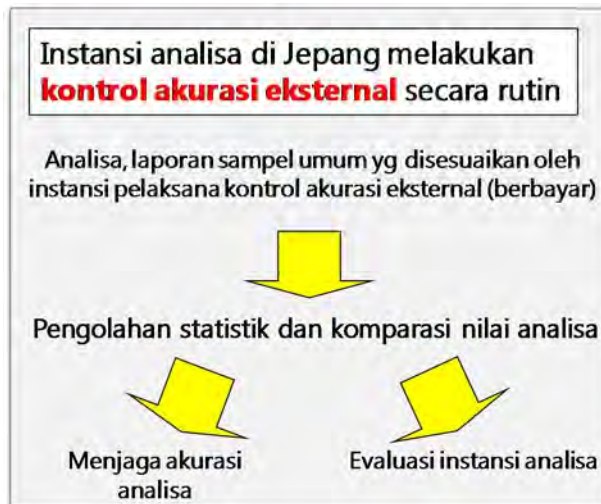 Instansi analisa di Jepang melakukan
kontrol akurasi eksternal secara rutin
Analisa, laporan sampel umum yg disesuaikan oleh
instansi pelaksana kontrol akurasi eksternal (berbayar)
Pengolahan statistik dan komparasi nilai analisa
Menjaga akurasi
analisa
Evaluasi instansi analisa